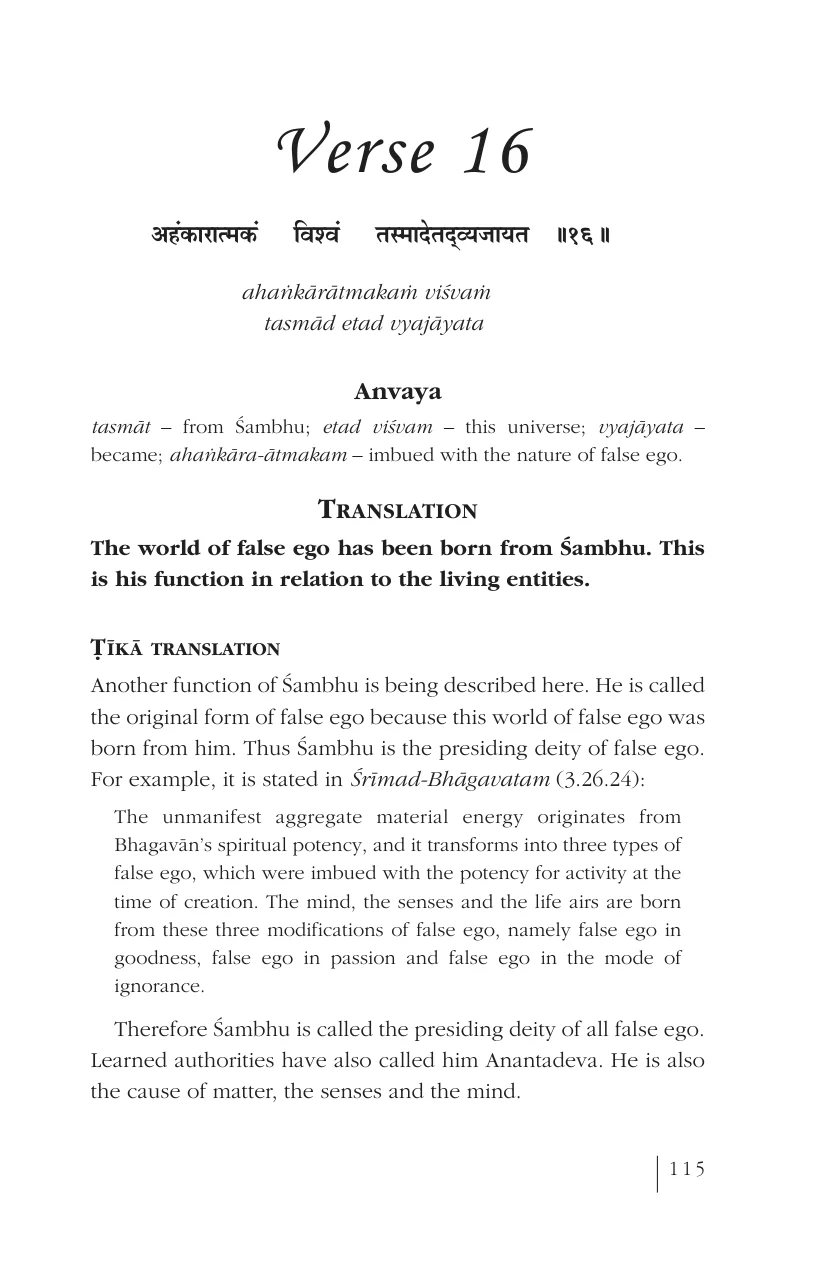 Verse 16
अहंकारात्मकं विश्वं तस्मादेतद्व्यजायत ॥१६॥
ahaṅkārātmakaṁ viśvaṁ
tasmād etad vyajāyata
Anvaya
tasmāt – from Śambhu; etad viśvam – this universe; vyajāyata –
became; ahaṅkāra-ātmakam – imbued with the nature of false ego.
Translation
The world of false ego has been born from Śambhu. This
is his function in relation to the living entities.
Ṭīkā translation
Another function of Śambhu is being described here. He is called
the original form of false ego because this world of false ego was
born from him. Thus Śambhu is the presiding deity of false ego.
For example, it is stated in Śrīmad-Bhāgavatam (3.26.24):
The unmanifest aggregate material energy originates from
Bhagavān’s spiritual potency, and it transforms into three types of
false ego, which were imbued with the potency for activity at the
time of creation. The mind, the senses and the life airs are born
from these three modifications of false ego, namely false ego in
goodness, false ego in passion and false ego in the mode of
ignorance.
Therefore Śambhu is called the presiding deity of all false ego.
Learned authorities have also called him Anantadeva. He is also
the cause of matter, the senses and the mind.
115